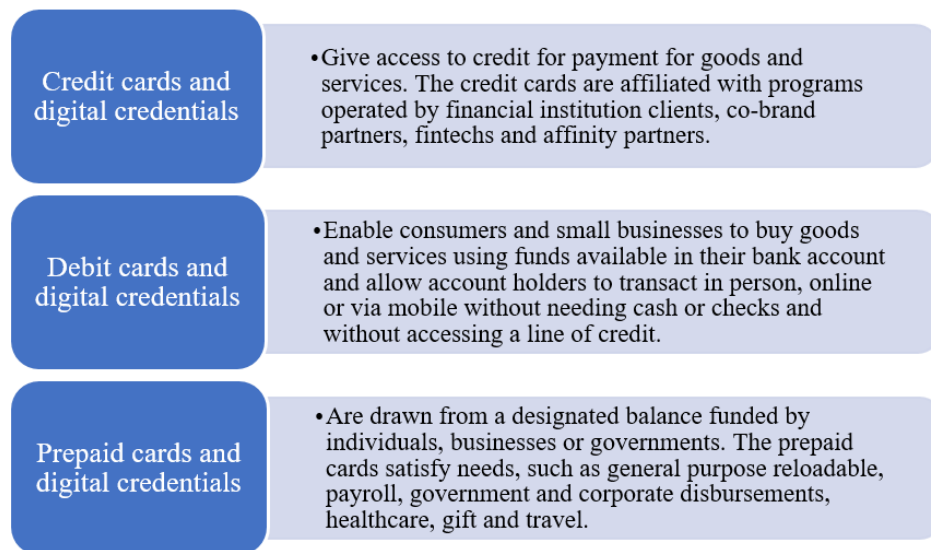 Credit cards and
digital credentials
•Give access to credit for payment for goods and
services. The credit cards are affiliated with programs
operated by financial institution clients, co-brand
partners, fintechs and affinity partners.
Debit cards and
digital credentials
•Enable consumers and small businesses to buy goods
and services using funds available in their bank account
and allow account holders to transact in person, online
or via mobile without needing cash or checks and
without accessing a line of credit.
Prepaid cards and
digital credentials
•Are drawn from a designated balance funded by
individuals, businesses or governments. The prepaid
cards satisfy needs, such as general purpose reloadable,
payroll, government and corporate disbursements,
healthcare, gift and travel.